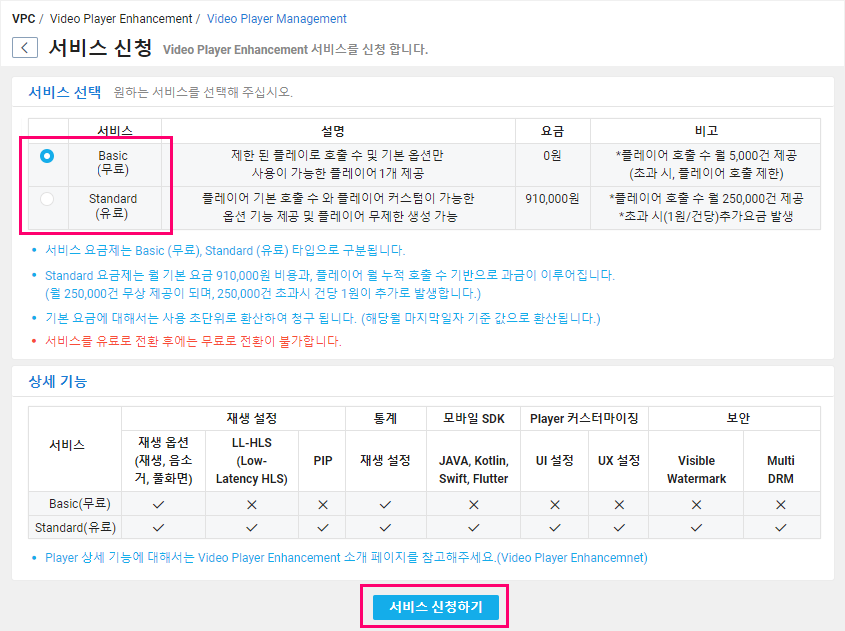 VPC / Video Player Enhancement / Video Player Management
서비스 신청 Video Player Enhancement 서비스를 신청 합니다.
서비스 선택 원하는 서비스를 선택해 주십시오.
서비스 설명 요금 비고
Basic
(무료)
제한 된 플레이로 호출 수 및 기본 옵션만
사용이 가능한 플레이어1개 제공
0원
*플레이어 호출 수 월 5,000건 제공
(초과 시, 플레이어 호출 제한)
Standard
(유료)
플레이어 기본 호출 수 와 플레이어 커스텀이 가능한
옵션 기능 제공 및 플레이어 무제한 생성 가능
910,000원
*플레이어 호출 수 월 250,000건 제공
*초과 시(1원/건당)추가요금 발생
• 서비스 요금제는 Basic (무료), Standard (유료) 타입으로 구분됩니다.
• Standard 요금제는 월 기본 요금 910,000원 비용과, 플레이어 월 누적 호출 수 기반으로 과금이 이루어집니다.
(월 250,000건 무상 제공이 되며, 250,000건 초과시 건당 1원이 추가로 발생합니다.)
• 기본 요금에 대해서는 사용 초단위로 환산하여 청구 됩니다. (해당월 마지막일자 기준 값으로 환산됩니다.)
• 서비스를 유료로 전환 후에는 무료로 전환이 불가합니다.
상세 기능
서비스
재생 설정 통계 모바일 SDK Player 커스터마이징 보안
재생 옵션
(재생, 음소
거, 풀화면)
LL-HLS
(Low-
Latency HLS)
PIP
재생 설정
JAVA, Kotlin,
Swift, Flutter
UI 설정
UX 설정
Visible
Watermark
Multi
DRM
Basic(무료) ✓ ✕ ✕ ✓ ✕ ✕ ✕ ✕ ✕
Standard(유료) ✓ ✓ ✓ ✓ ✓ ✓ ✓ ✓ ✓
• Player 상세 기능에 대해서는 Video Player Enhancement 소개 페이지를 참고해주세요.(Video Player Enhancemnet)
서비스 신청하기